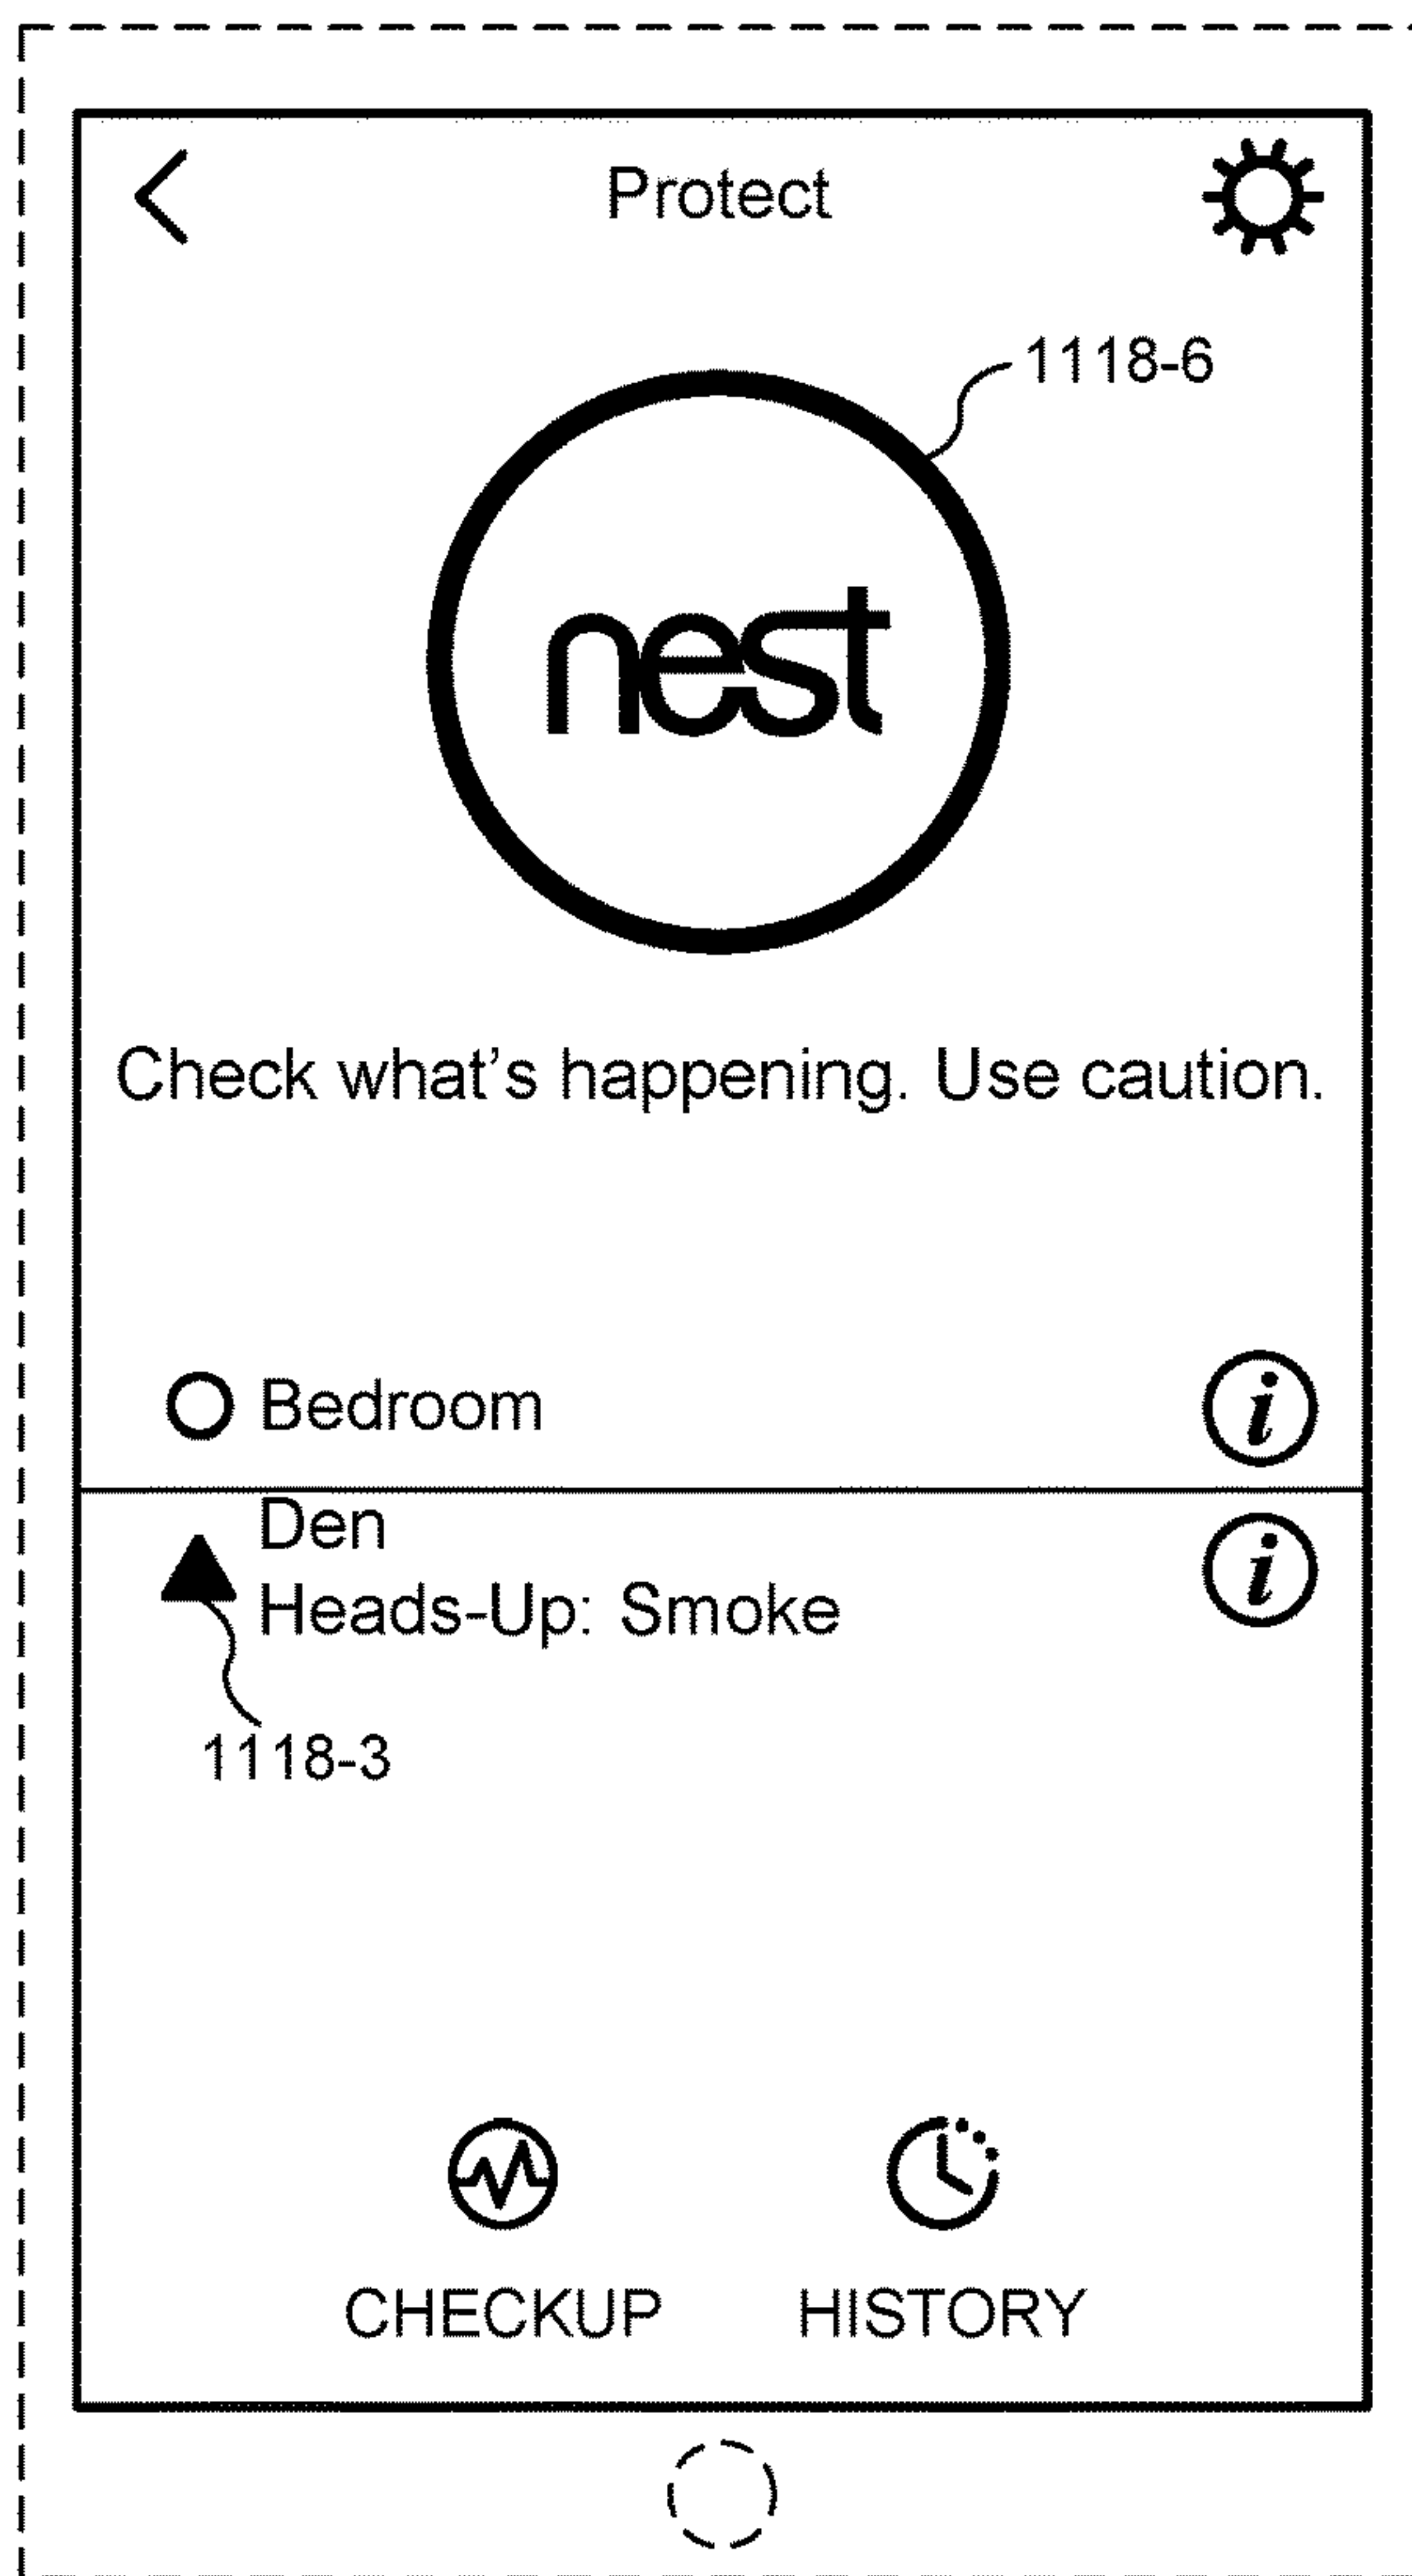 Protect
1118-6
nest
Check what's happening. Use caution.
Bedroom
i
Den
i
Heads-Up: Smoke
1118-3
CHECKUP
HISTORY